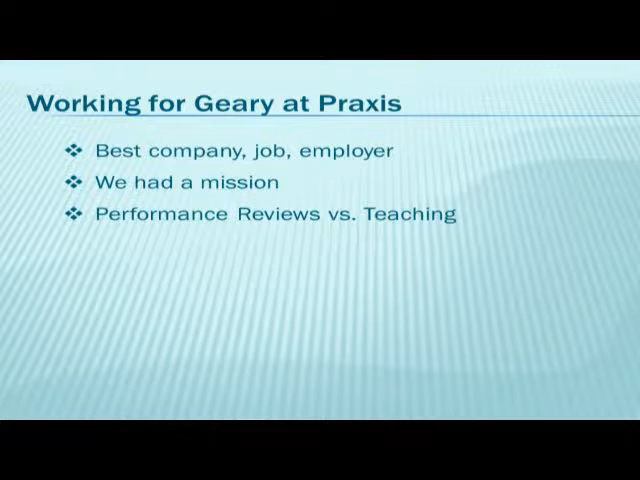 Working for Geary at Praxis
Best company, job, employer
We had a mission
Performance Reviews vs. Teaching